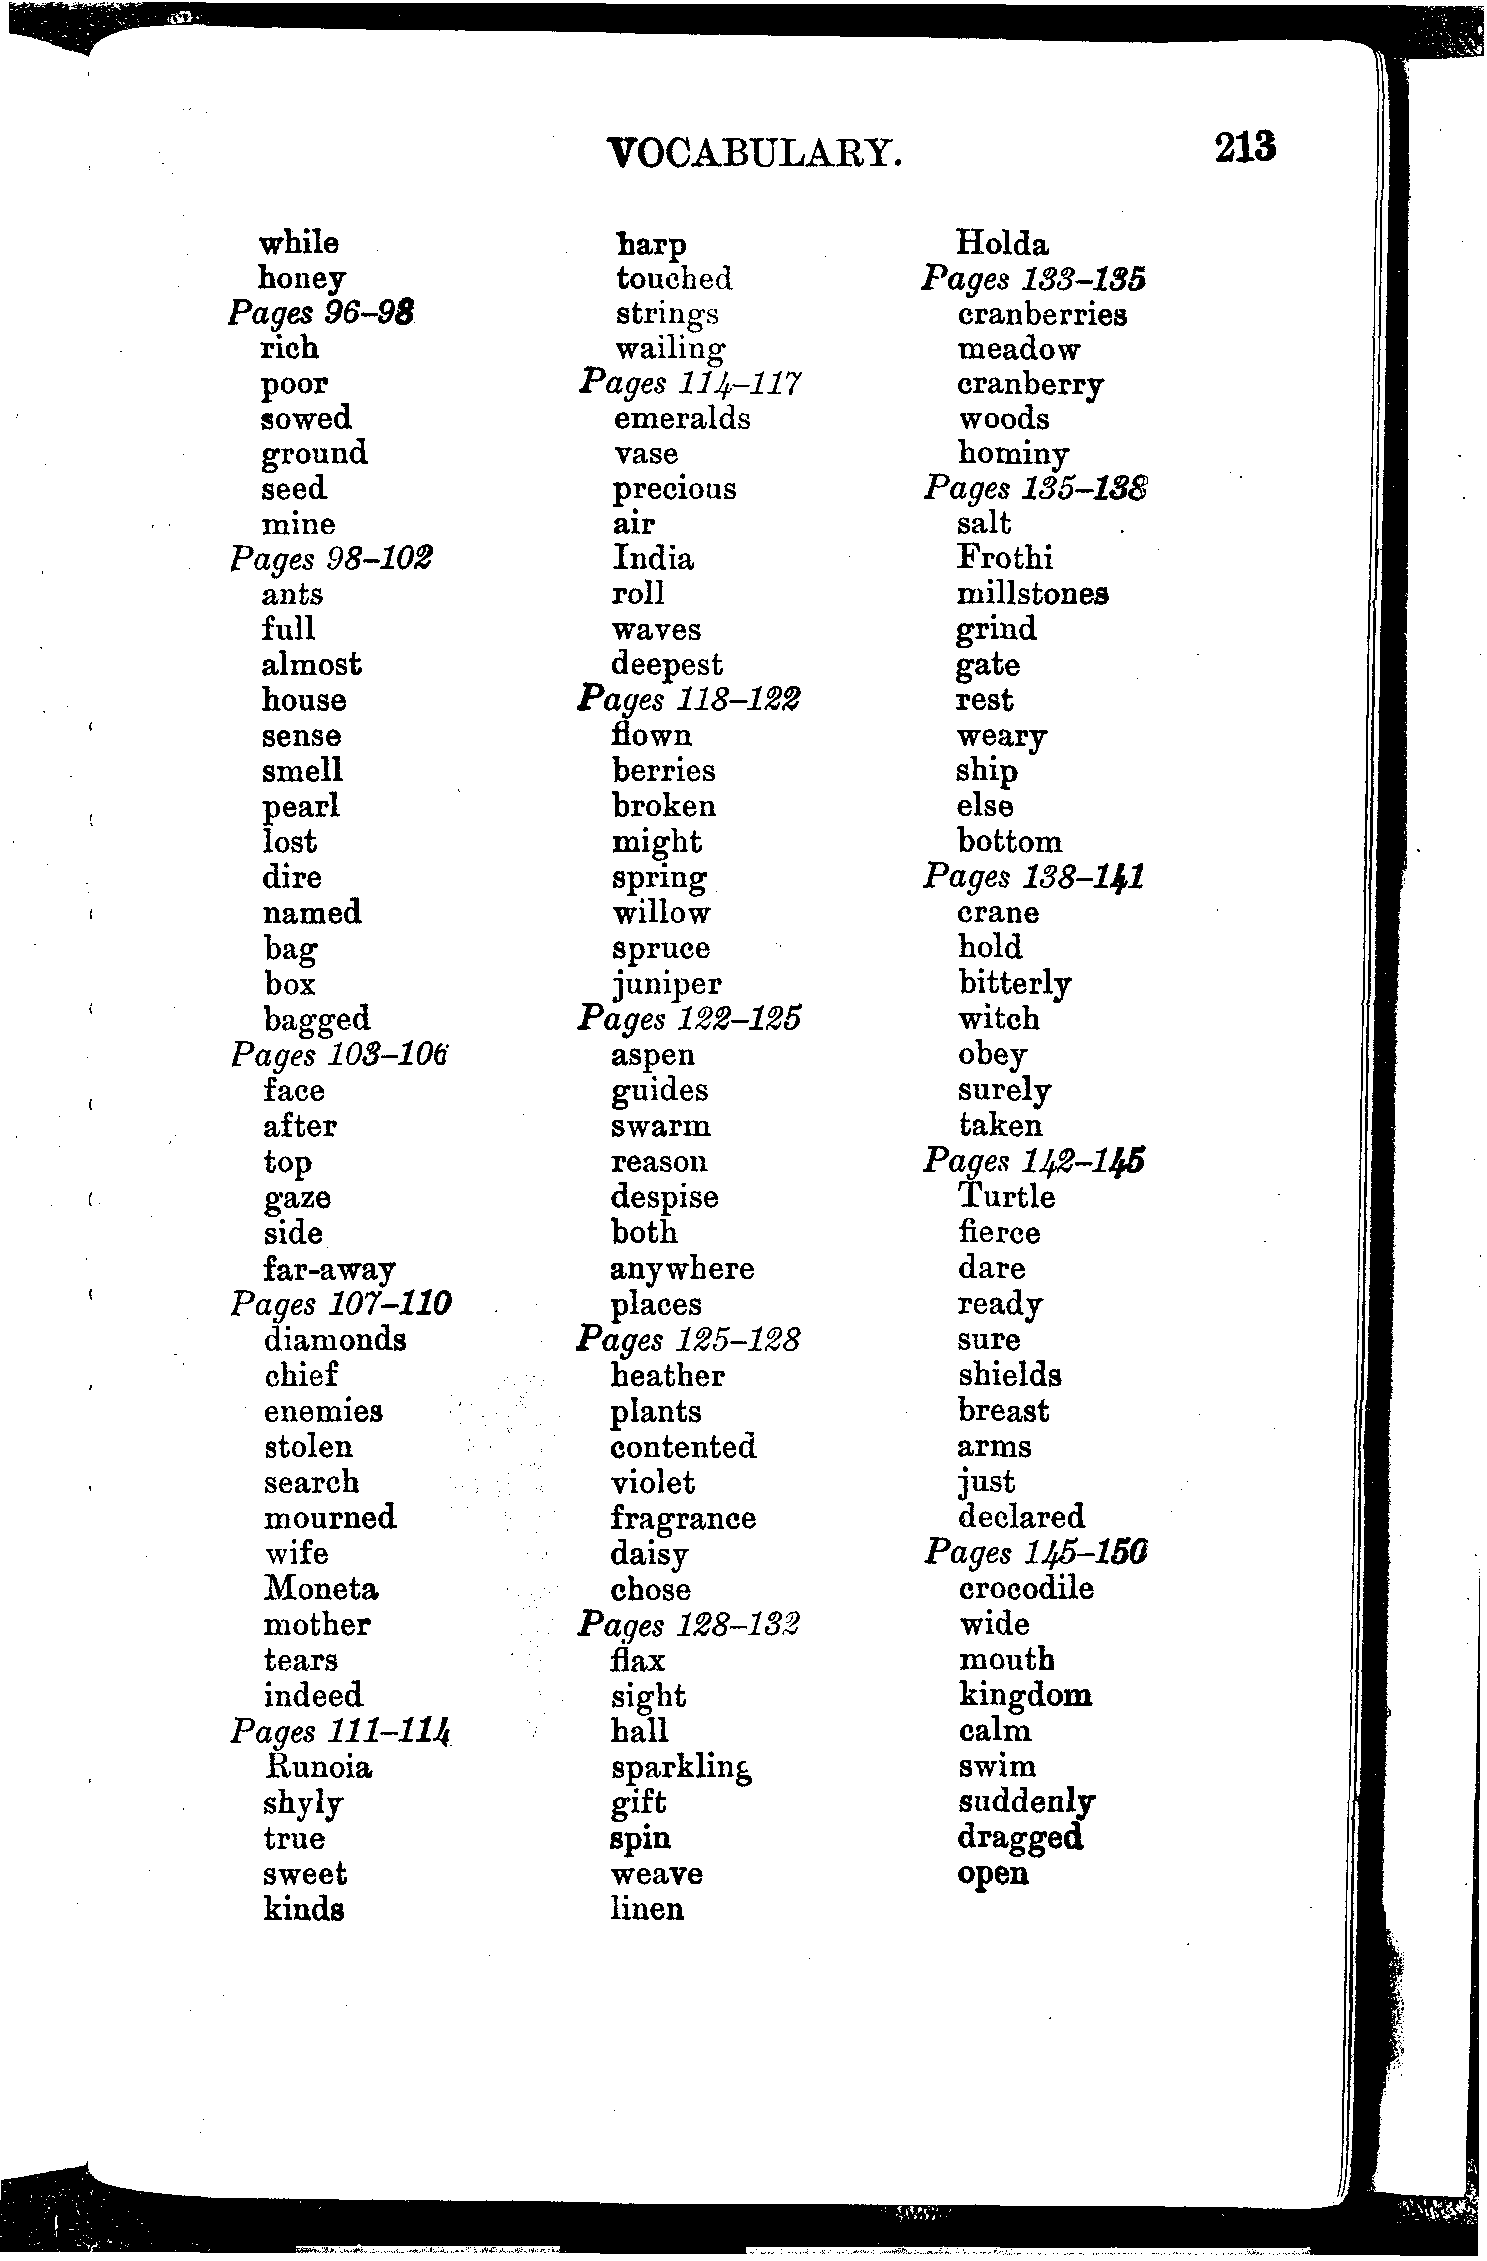 VOCABULARY. 213
while
honey
Pages 96–98
rich
poor
sowed
ground
seed
mine
Pages 98–102
ants
full
almost
house
sense
smell
pearl
lost
dire
named
bag
box
bagged
Pages 103–106
face
after
top
gaze
side
far-away
Pages 107–110
diamonds
chief
enemies
stolen
search
mourned
wife
Moneta
mother
tears
indeed
Pages 111–114
Runoia
shyly
true
sweet
kinds
harp
touched
strings
wailing
Pages 114–117
emeralds
vase
precious
air
India
roll
waves
deepest
Pages 118–122
flown
berries
broken
might
spring
willow
spruce
juniper
Pages 122–125
aspen
guides
swarm
reason
despise
both
anywhere
places
Pages 125–128
heather
plants
contented
violet
fragrance
daisy
chose
Pages 128–132
flax
sight
hall
sparkling
gift
spin
weave
linen
Holda
Pages 133–135
cranberries
meadow
cranberry
woods
hominy
Pages 135–138
salt
Frothi
millstones
grind
gate
rest
weary
ship
else
bottom
Pages 138–141
crane
hold
bitterly
witch
obey
surely
taken
Pages 142–145
Turtle
fierce
dare
ready
sure
shields
breast
arms
just
declared
Pages 145–150
crocodile
wide
mouth
kingdom
calm
swim
suddenly
dragged
open